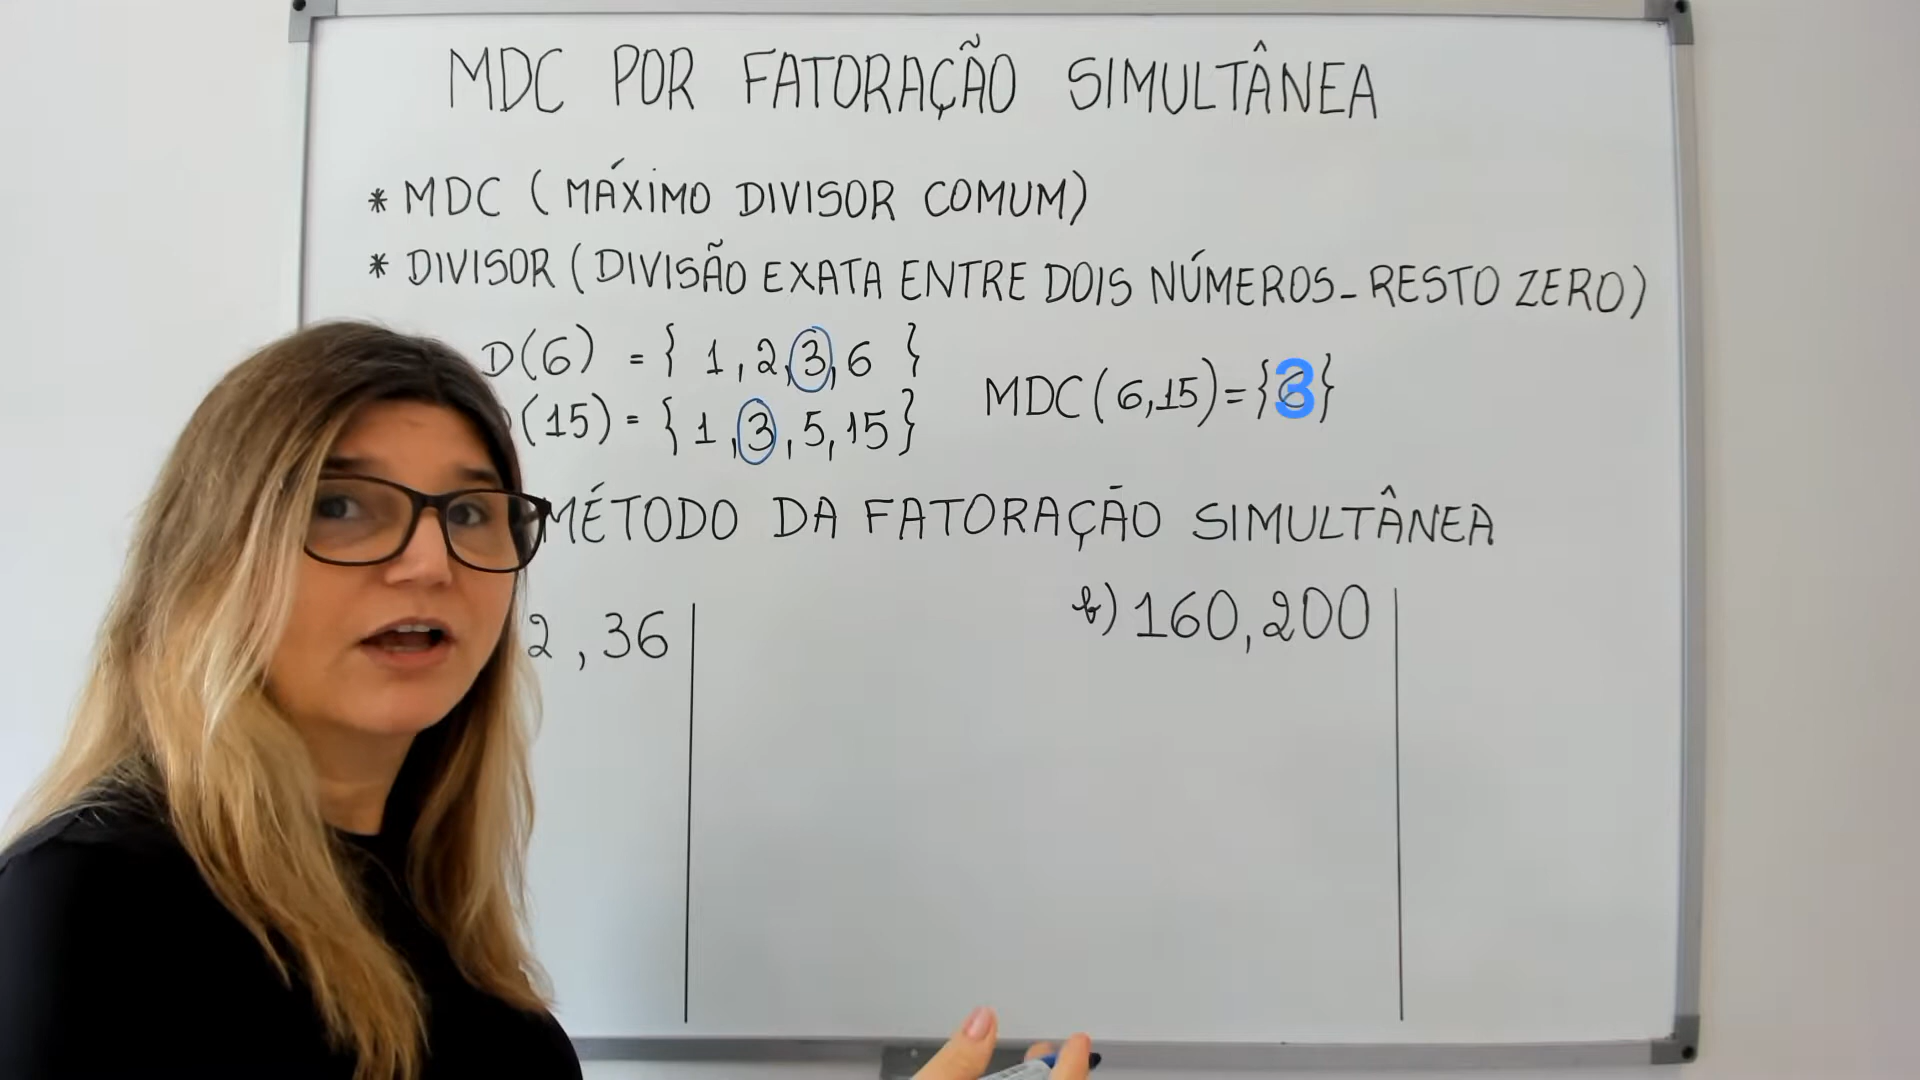 MDC POR FATORAÇÃO SIMULTÂNEA
* MDC ( MÁXIMO DIVISOR COMUM)
* DIVISOR ( DIVISÃO EXATA ENTRE DOIS NÚMEROS - RESTO ZERO)
D(6) = { 1, 2, 3, 6 }
(15) = { 1, 3, 5, 15 }
MDC(6,15) = {3}
MÉTODO DA FATORAÇÃO SIMULTÂNEA
2, 36
b) 160, 200